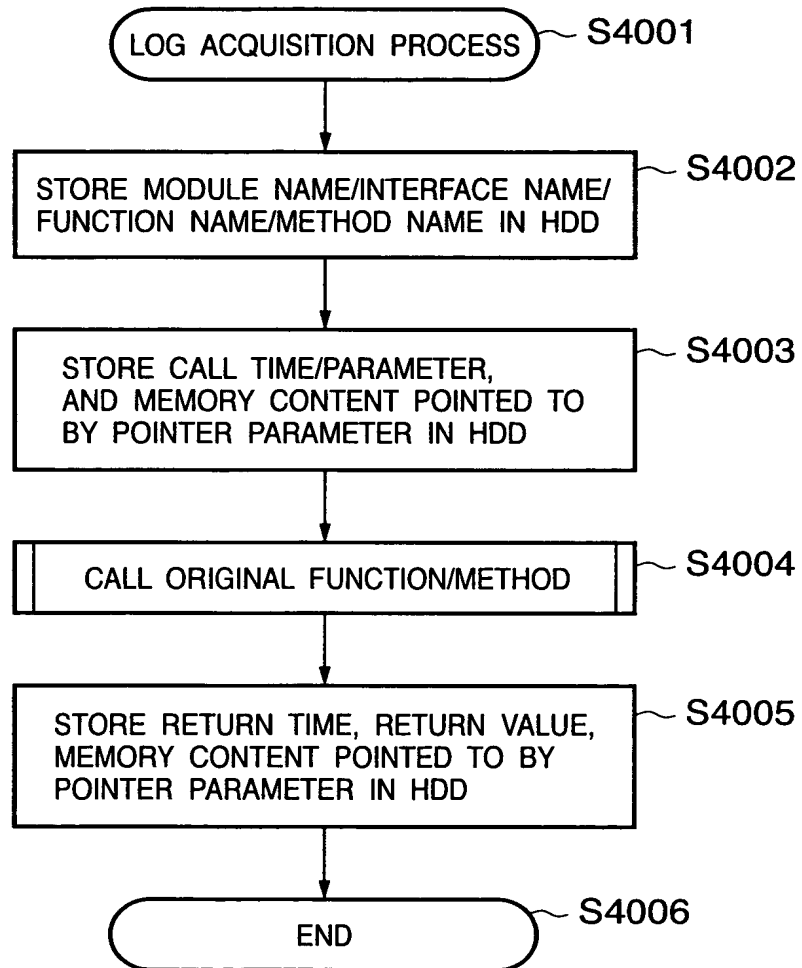 LOG ACQUISITION PROCESS
S4001
STORE MODULE NAME/INTERFACE NAME/
FUNCTION NAME/METHOD NAME IN HDD
S4002
STORE CALL TIME/PARAMETER,
AND MEMORY CONTENT POINTED TO
BY POINTER PARAMETER IN HDD
S4003
CALL ORIGINAL FUNCTION/METHOD
S4004
STORE RETURN TIME, RETURN VALUE,
MEMORY CONTENT POINTED TO BY
POINTER PARAMETER IN HDD
S4005
END
S4006